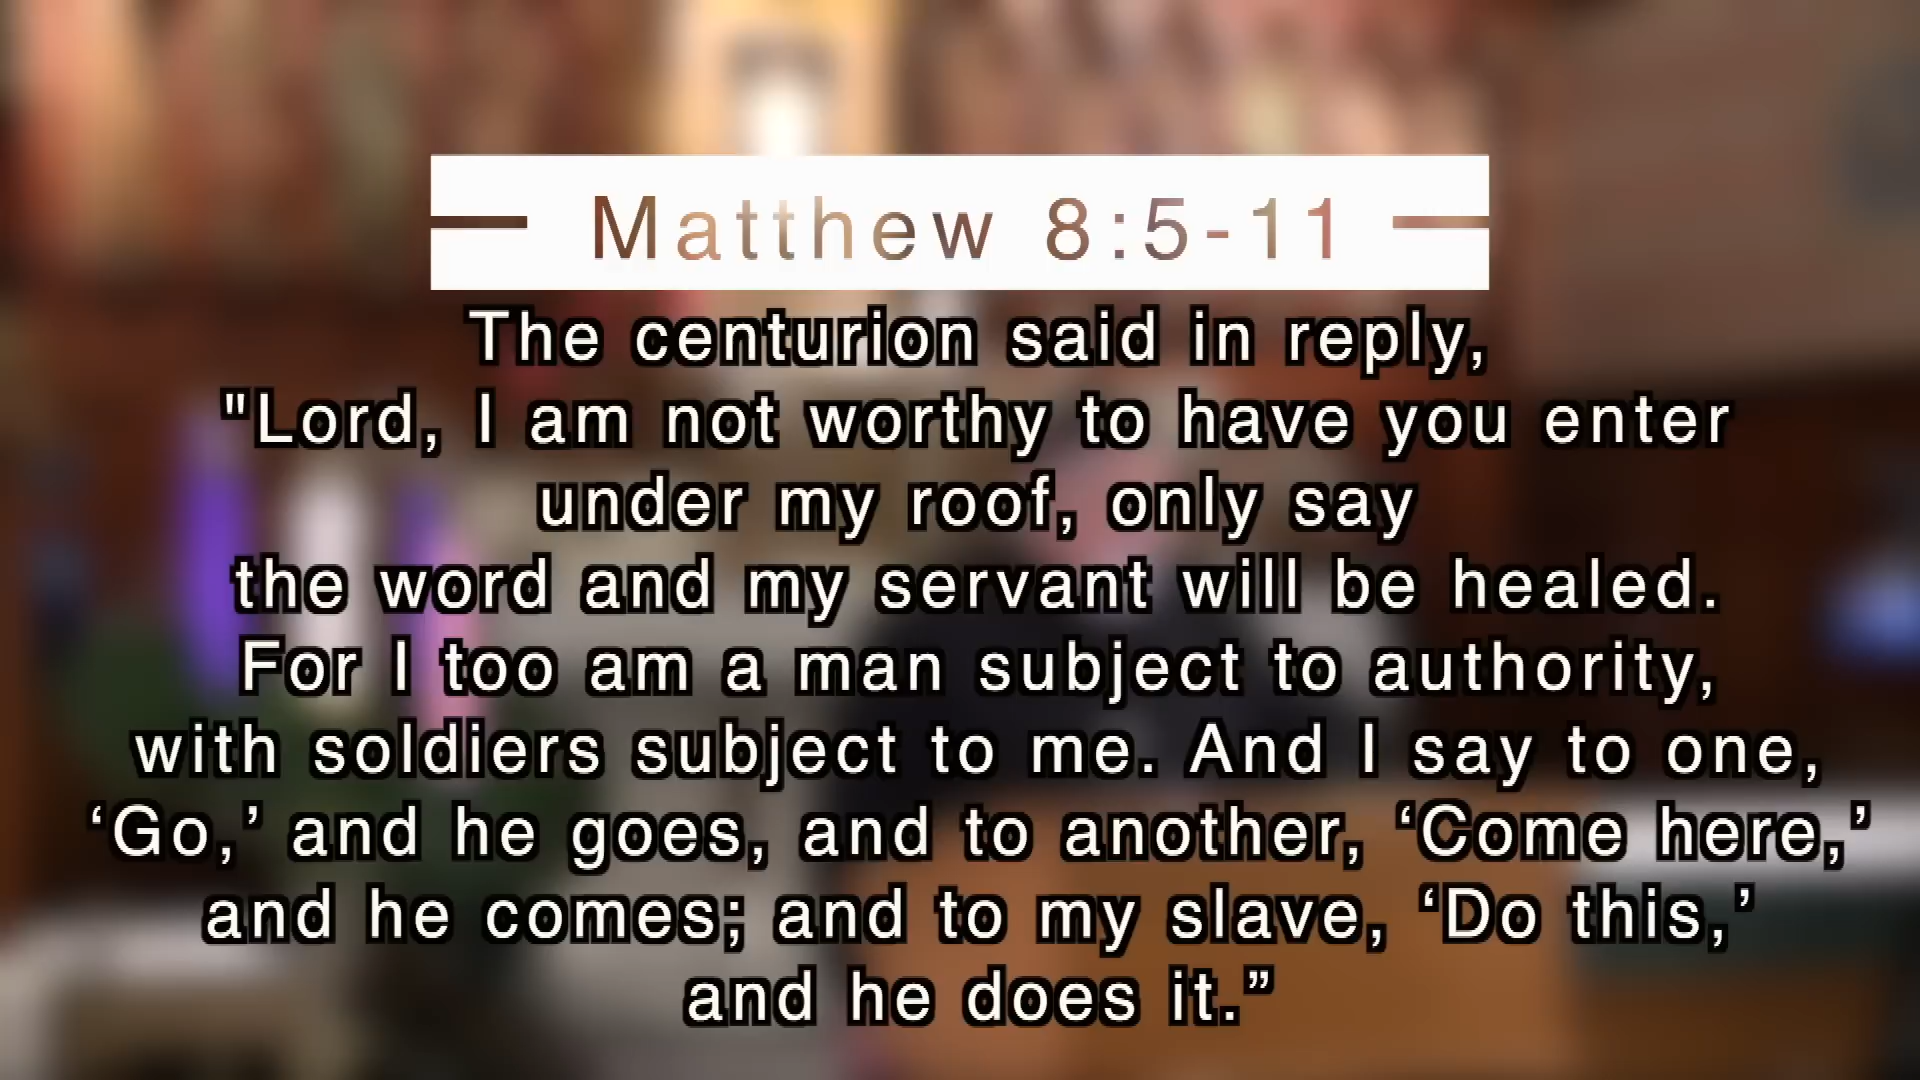 Matthew 8:5-11
The centurion said in reply,
"Lord, I am not worthy to have you enter
under my roof, only say
the word and my servant will be healed.
For I too am a man subject to authority,
with soldiers subject to me. And I say to one,
‘Go,’ and he goes, and to another, ‘Come here,’
and he comes; and to my slave, ‘Do this,’
and he does it.”